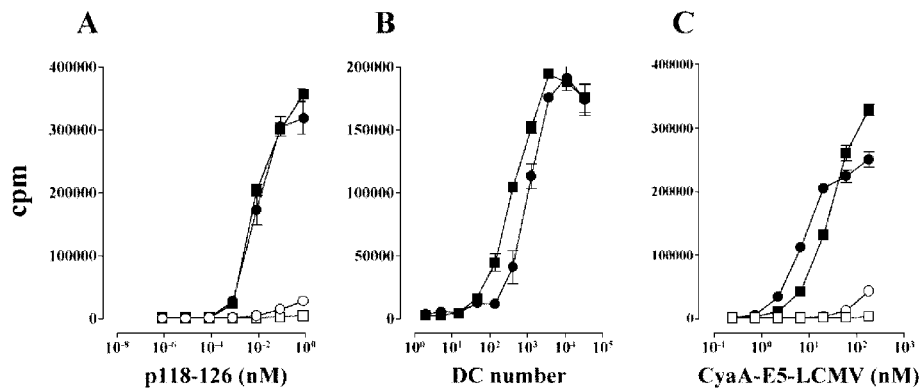 A
B
C
cpm
400000
300000
200000
100000
0
10⁻⁸ 10⁻⁶ 10⁻⁴ 10⁻² 10⁰
p118-126 (nM)
200000
150000
100000
50000
0
10⁰ 10¹ 10² 10³ 10⁴ 10⁵
DC number
400000
300000
200000
100000
0
10⁻¹ 10⁰ 10¹ 10² 10³
CyaA-E5-LCMV (nM)